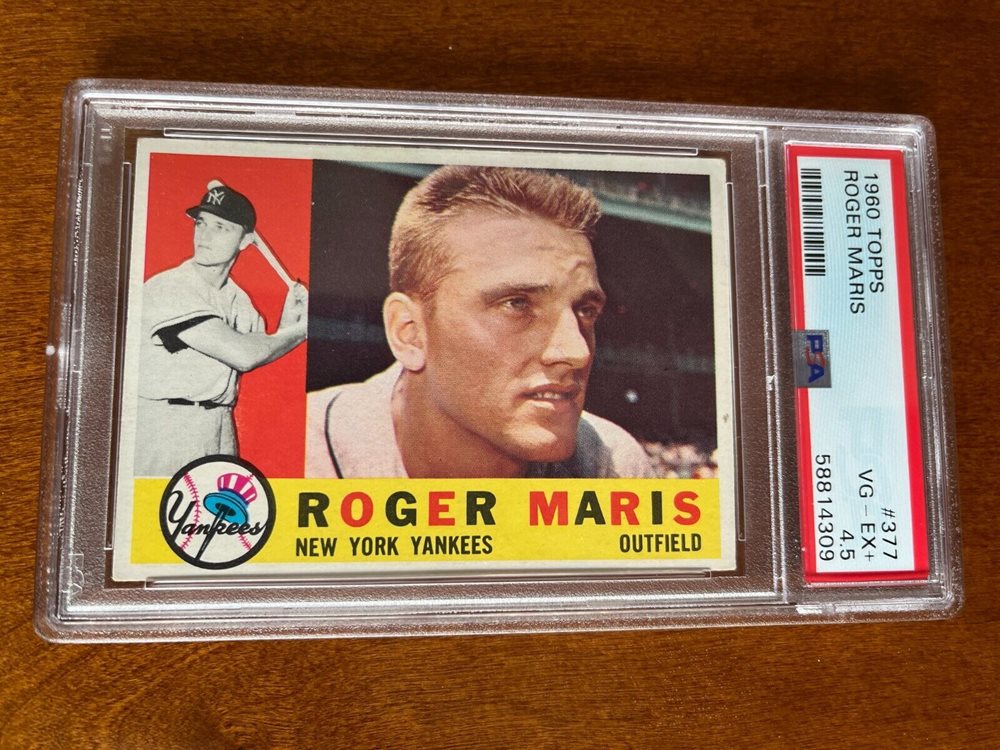 NY
Yankees
ROGER MARIS
NEW YORK YANKEES
OUTFIELD
1960 TOPPS
ROGER MARIS
PSA
#377
VG - EX+
4.5
58814309